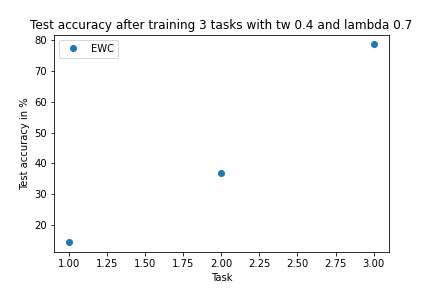 Test accuracy after training 3 tasks with tw 0.4 and lambda 0.7
EWC
Test accuracy in %
80
70
60
50
40
30
20
1.00 1.25 1.50 1.75 2.00 2.25 2.50 2.75 3.00
Task